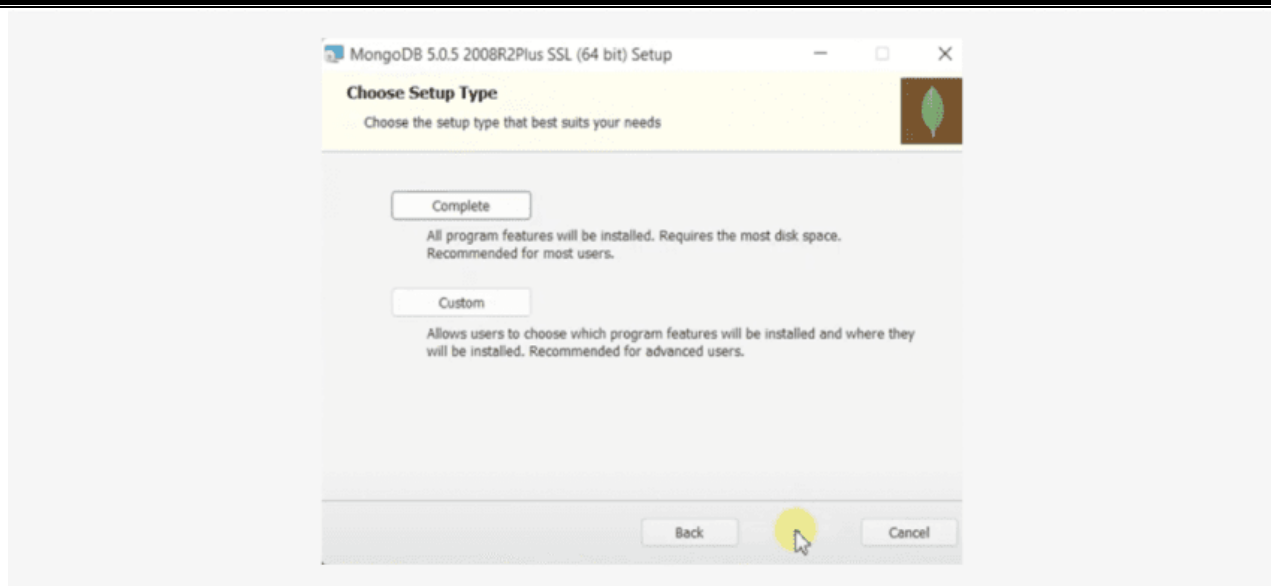 MongoDB 5.0.5 2008R2Plus SSL (64 bit) Setup
Choose Setup Type
Choose the setup type that best suits your needs
Complete
All program features will be installed. Requires the most disk space.
Recommended for most users.
Custom
Allows users to choose which program features will be installed and where they
will be installed. Recommended for advanced users.
Back
Cancel